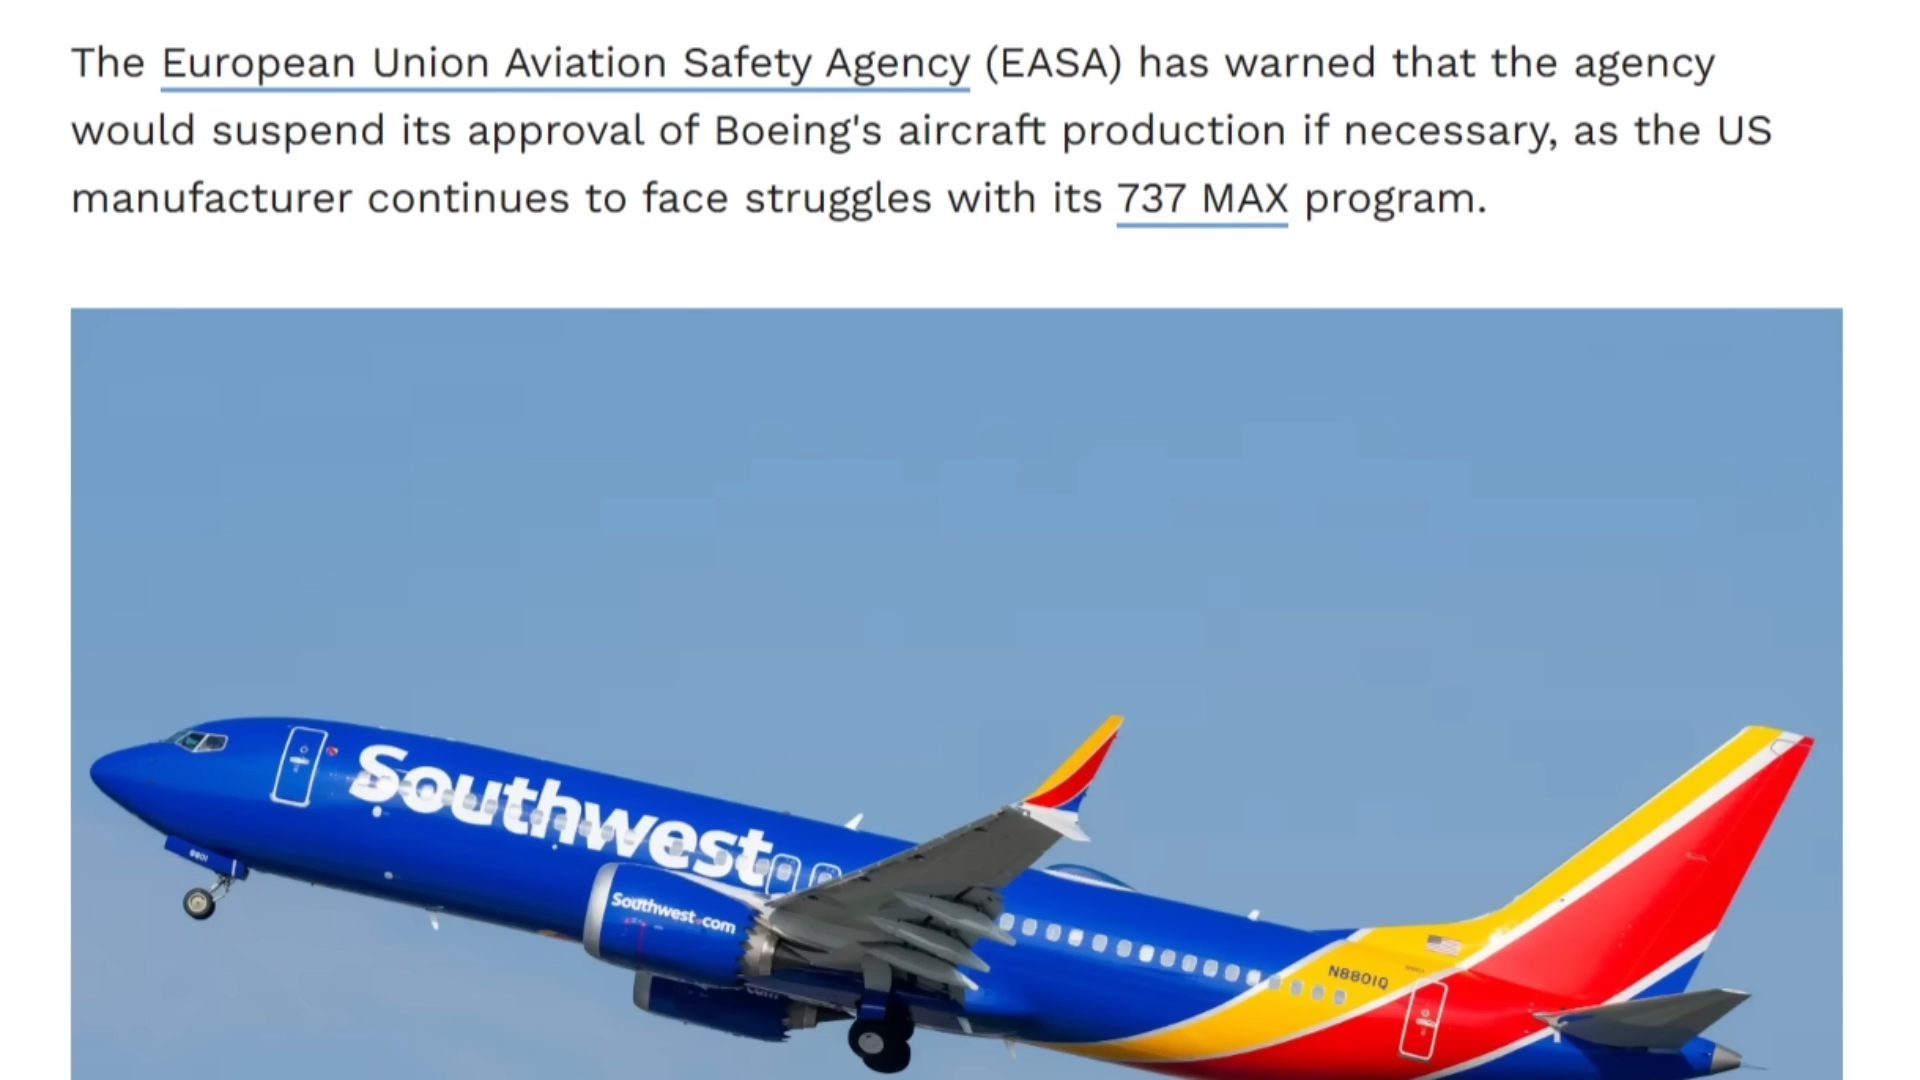 The European Union Aviation Safety Agency (EASA) has warned that the agency
would suspend its approval of Boeing's aircraft production if necessary, as the US
manufacturer continues to face struggles with its 737 MAX program.
Southwest
Southwest.com
.com
N8801Q
8801